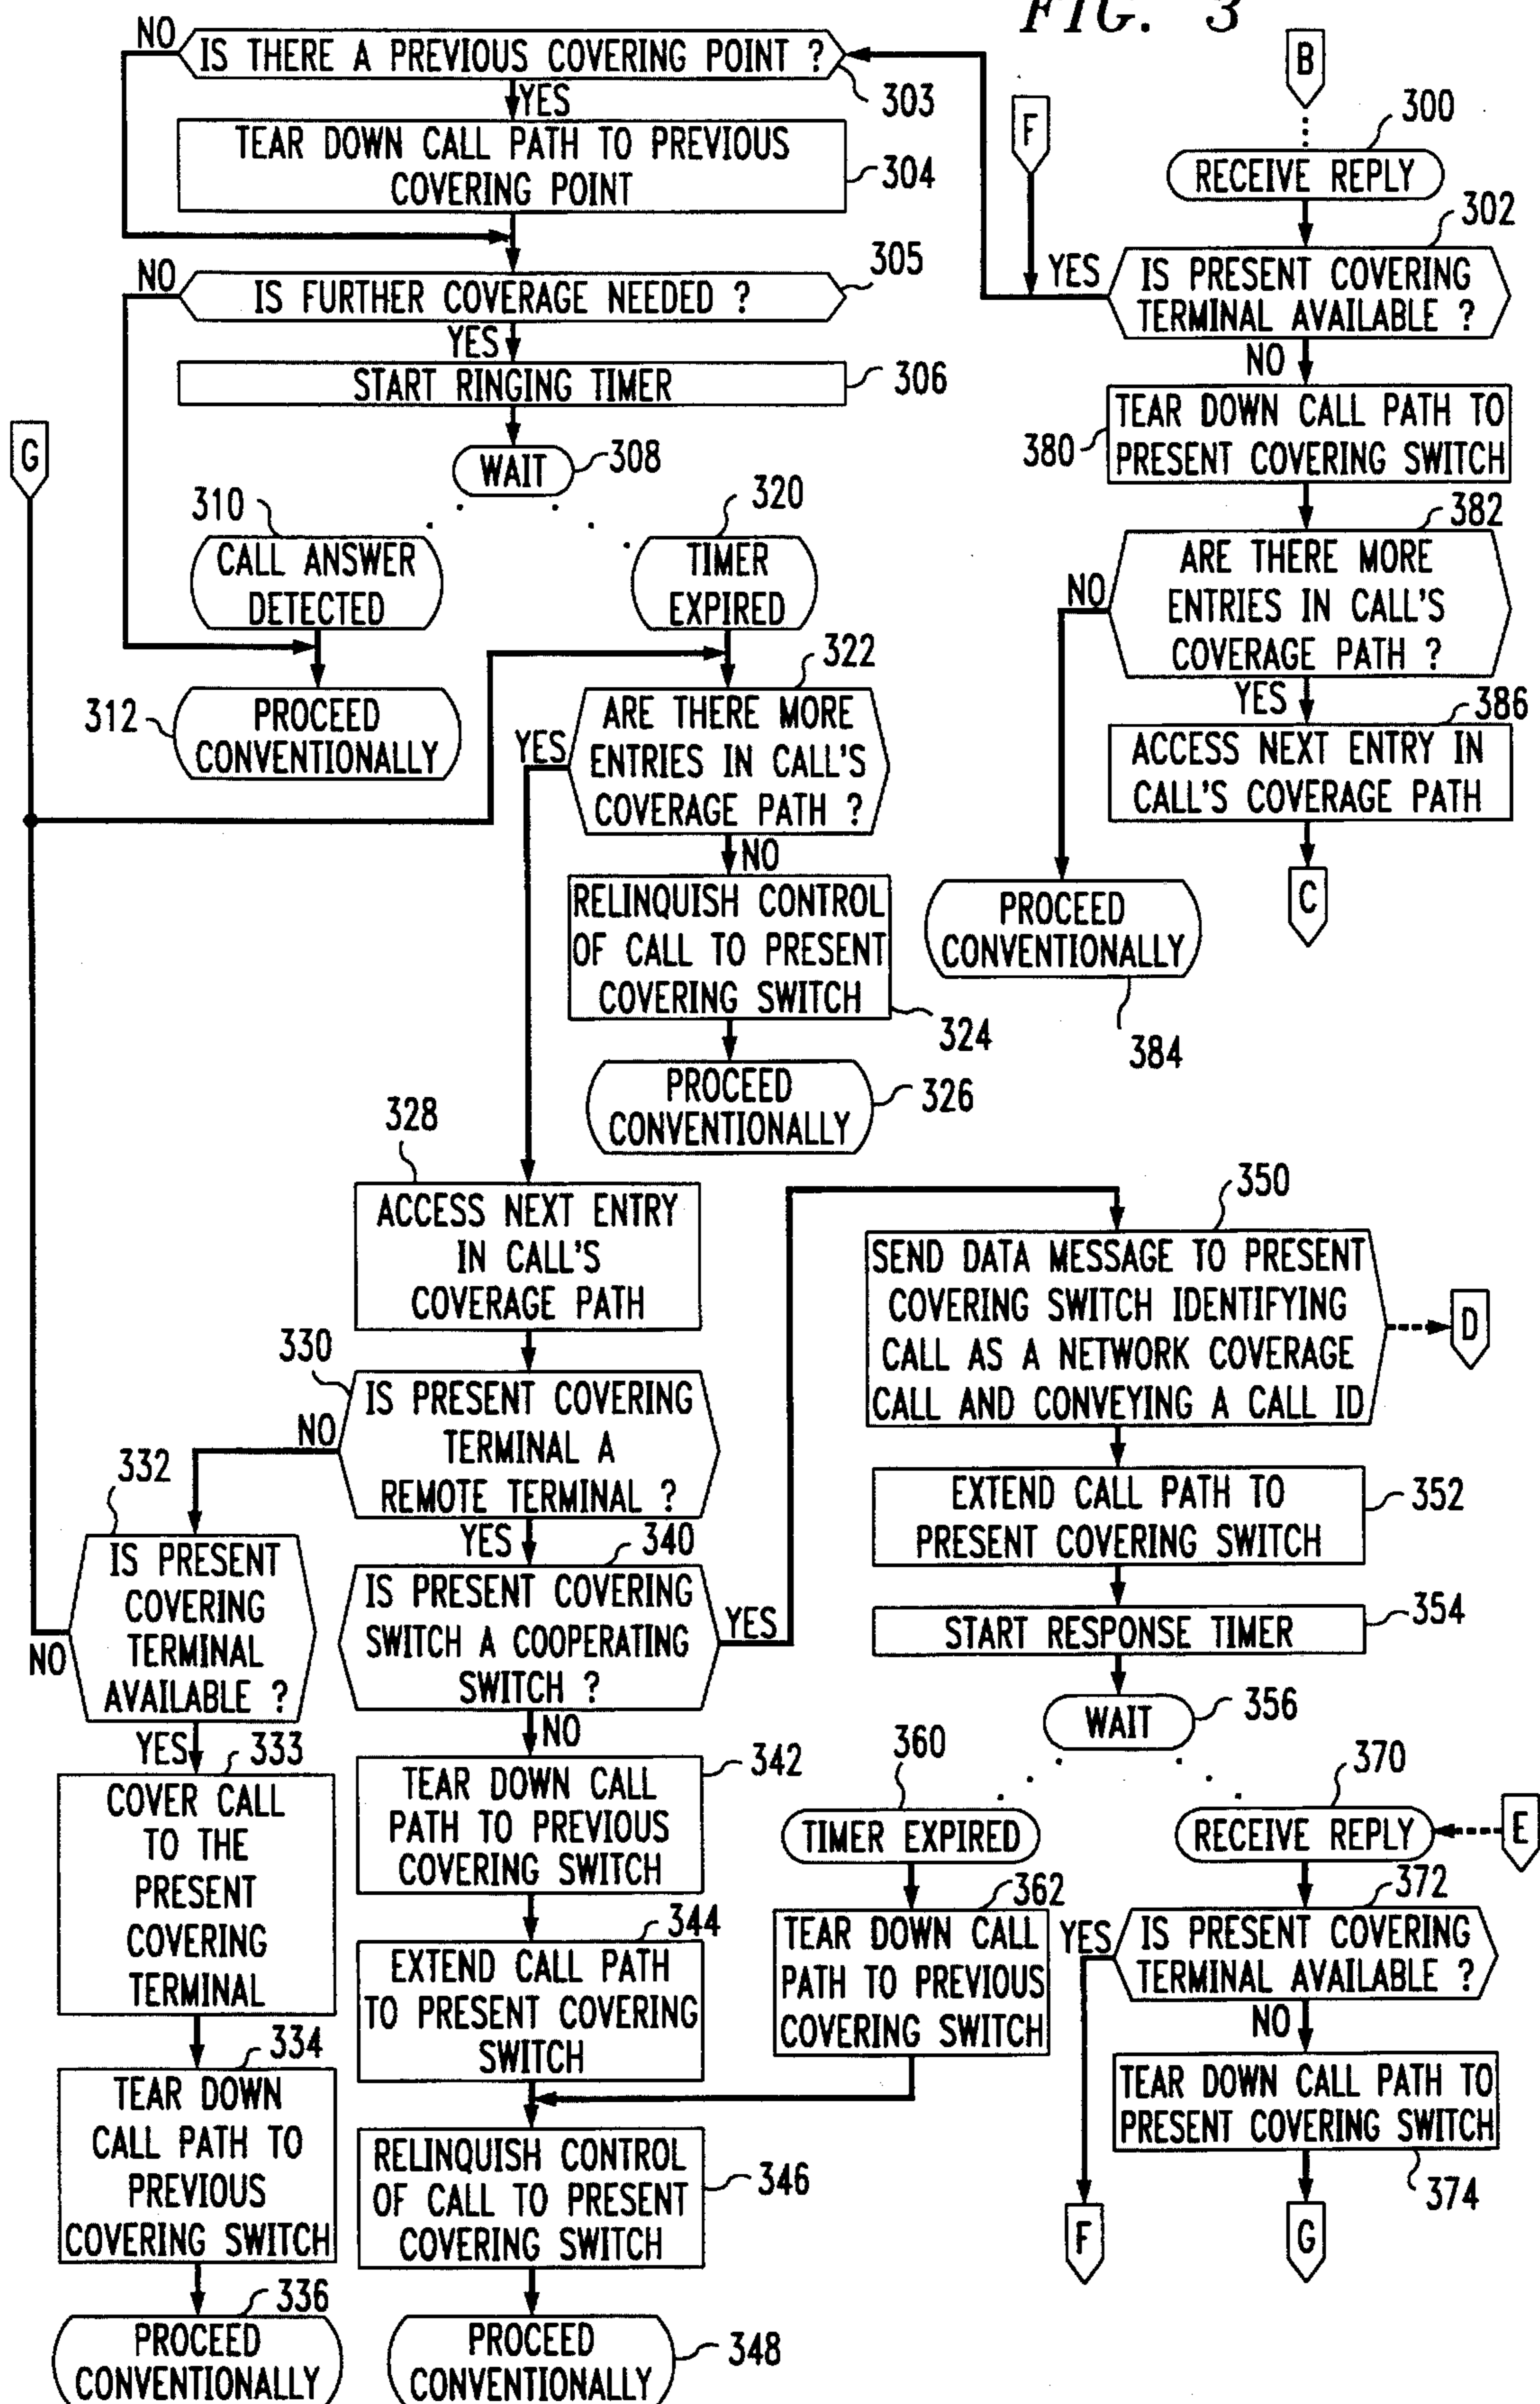 FIG. 3
NO
IS THERE A PREVIOUS COVERING POINT ?
303
YES
TEAR DOWN CALL PATH TO PREVIOUS
COVERING POINT
304
NO
IS FURTHER COVERAGE NEEDED ?
305
YES
START RINGING TIMER
306
WAIT
308
G
310
CALL ANSWER
DETECTED
320
TIMER
EXPIRED
312
PROCEED
CONVENTIONALLY
322
ARE THERE MORE
ENTRIES IN CALL'S
COVERAGE PATH ?
YES
NO
RELINQUISH CONTROL
OF CALL TO PRESENT
COVERING SWITCH
324
PROCEED
CONVENTIONALLY
326
B
F
300
RECEIVE REPLY
302
YES
IS PRESENT COVERING
TERMINAL AVAILABLE ?
NO
380
TEAR DOWN CALL PATH TO
PRESENT COVERING SWITCH
382
NO
ARE THERE MORE
ENTRIES IN CALL'S
COVERAGE PATH ?
YES
386
ACCESS NEXT ENTRY IN
CALL'S COVERAGE PATH
C
PROCEED
CONVENTIONALLY
384
328
ACCESS NEXT ENTRY
IN CALL'S
COVERAGE PATH
330
IS PRESENT COVERING
TERMINAL A
REMOTE TERMINAL ?
NO
YES
332
IS PRESENT
COVERING
TERMINAL
AVAILABLE ?
NO
YES
333
COVER CALL
TO THE
PRESENT
COVERING
TERMINAL
334
TEAR DOWN
CALL PATH TO
PREVIOUS
COVERING SWITCH
336
PROCEED
CONVENTIONALLY
340
IS PRESENT COVERING
SWITCH A COOPERATING
SWITCH ?
YES
NO
TEAR DOWN CALL
PATH TO PREVIOUS
COVERING SWITCH
342
344
EXTEND CALL PATH
TO PRESENT COVERING
SWITCH
RELINQUISH CONTROL
OF CALL TO PRESENT
COVERING SWITCH
346
PROCEED
CONVENTIONALLY
348
350
SEND DATA MESSAGE TO PRESENT
COVERING SWITCH IDENTIFYING
CALL AS A NETWORK COVERAGE
CALL AND CONVEYING A CALL ID
D
EXTEND CALL PATH TO
PRESENT COVERING SWITCH
352
START RESPONSE TIMER
354
WAIT
356
360
TIMER EXPIRED
362
TEAR DOWN CALL
PATH TO PREVIOUS
COVERING SWITCH
370
RECEIVE REPLY
E
372
YES
IS PRESENT COVERING
TERMINAL AVAILABLE ?
NO
TEAR DOWN CALL PATH TO
PRESENT COVERING SWITCH
374
F
G